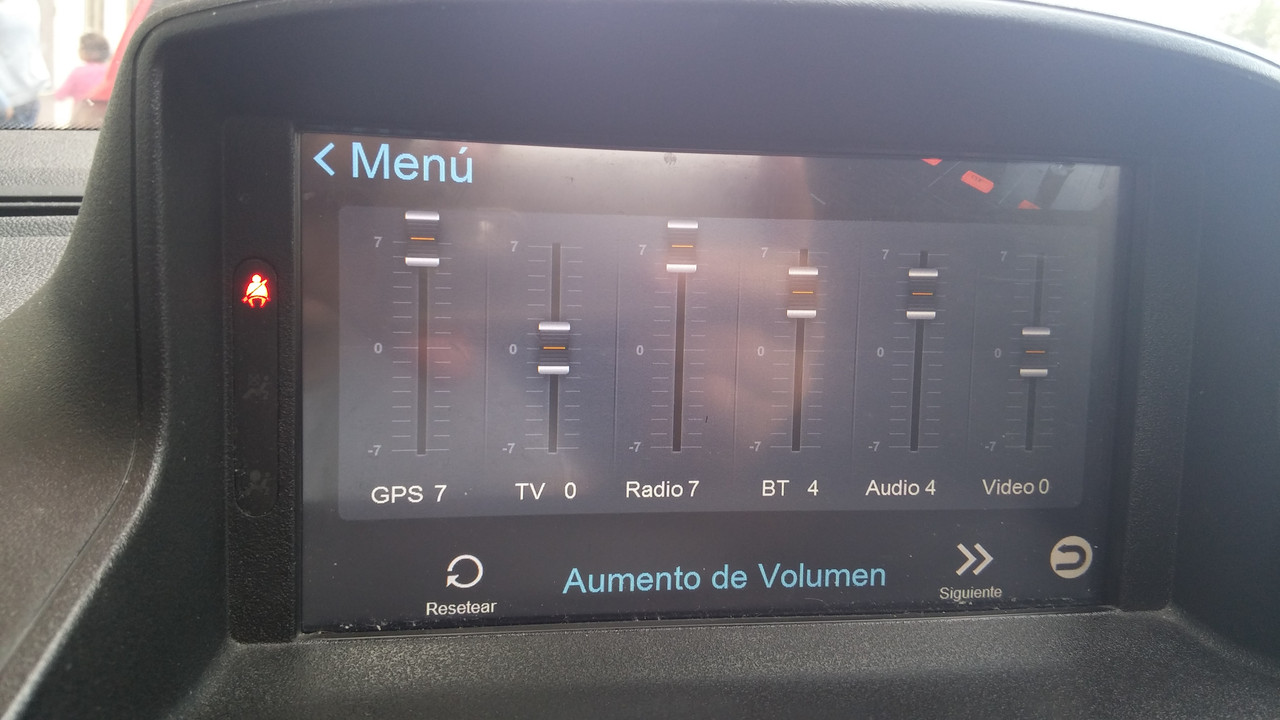 < Menú
7 7 7 7 7 7
0 0 0 0 0 0
-7 -7 -7 -7 -7 -7
GPS 7 TV 0 Radio 7 BT 4 Audio 4 Video 0
Resetear Aumento de Volumen Siguiente